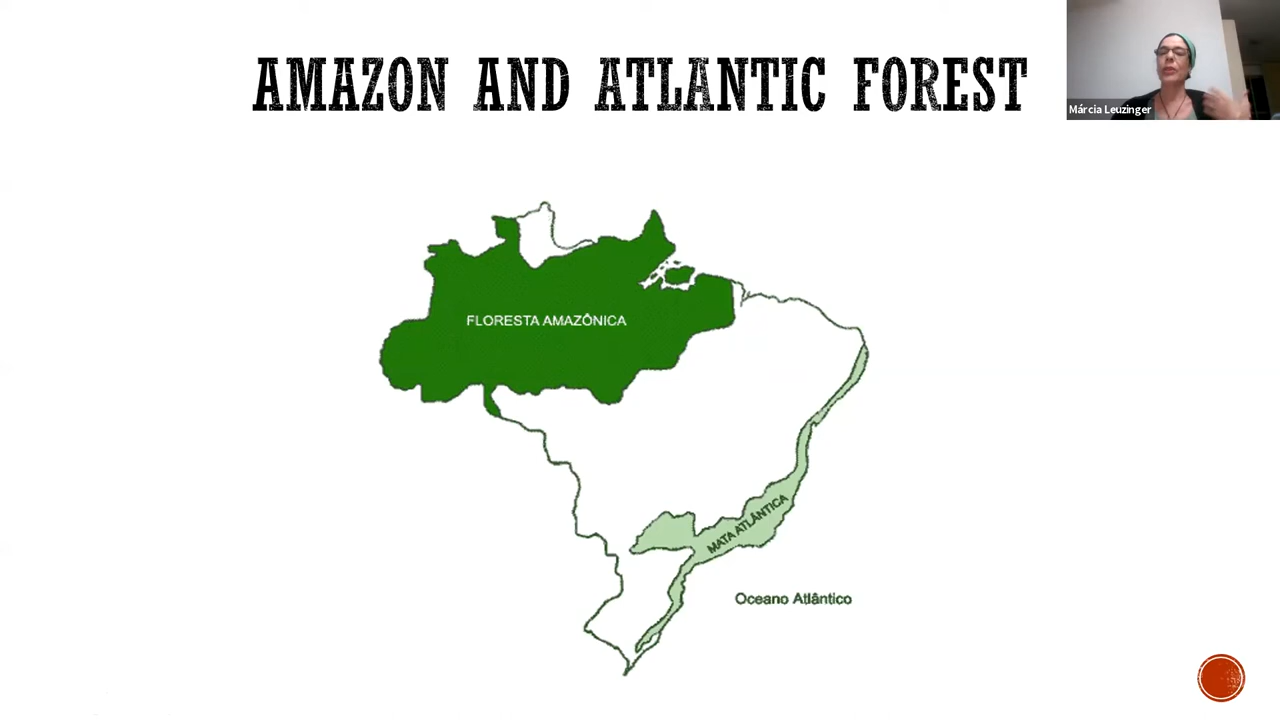 AMAZON AND ATLANTIC FOREST
Márcia Leuzinger
FLORESTA AMAZÔNICA
MATA ATLÂNTICA
Oceano Atlântico